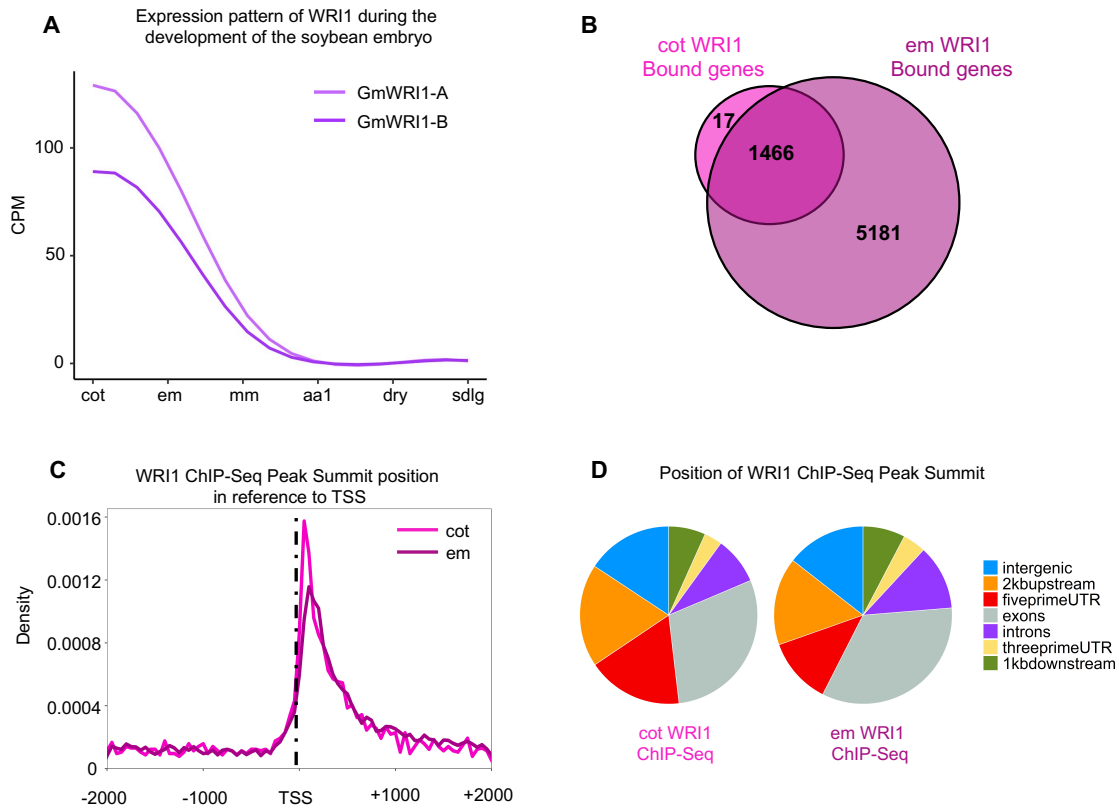 A
Expression pattern of WRI1 during the
development of the soybean embryo
GmWRI1-A
GmWRI1-B
CPM
100
50
0
cot em mm aa1 dry sdlg
B
cot WRI1
Bound genes
em WRI1
Bound genes
17
1466
5181
C
WRI1 ChIP-Seq Peak Summit position
in reference to TSS
cot
em
Density
0.0016
0.0012
0.0008
0.0004
0
-2000 -1000 TSS +1000 +2000
D
Position of WRI1 ChIP-Seq Peak Summit
intergenic
2kbupstream
fiveprimeUTR
exons
introns
threeprimeUTR
1kbdownstream
cot WRI1
ChIP-Seq
em WRI1
ChIP-Seq